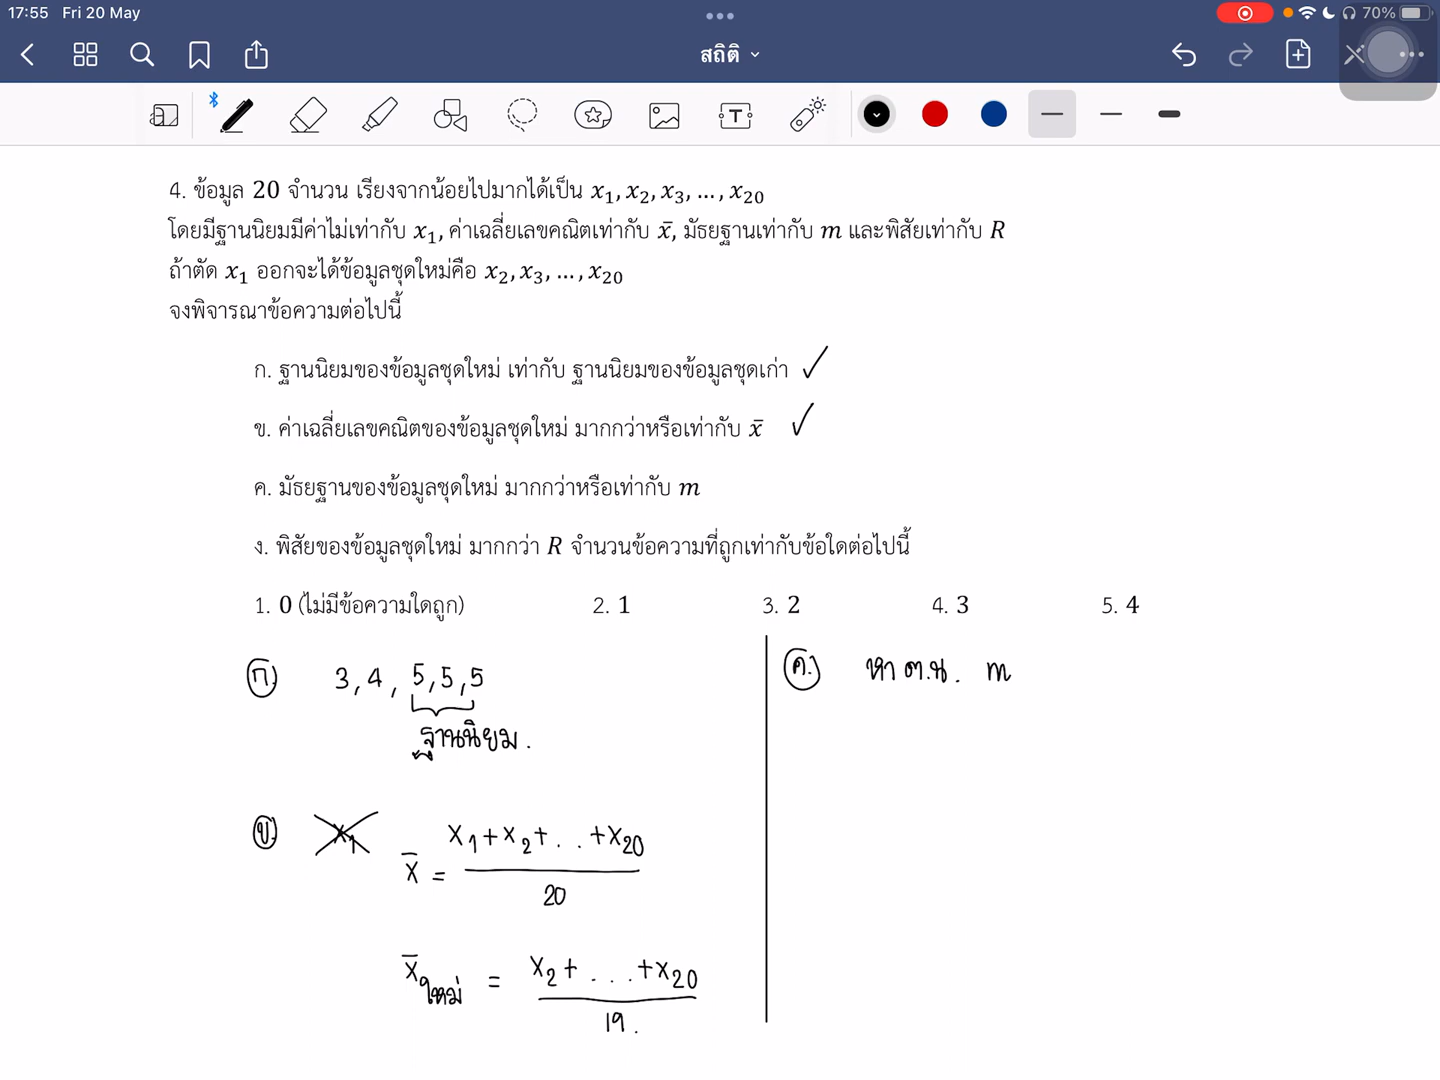 17:55 Fri 20 May
70%
สถิติ
4. ข้อมูล 20 จำนวน เรียงจากน้อยไปมากได้เป็น x₁, x₂, x₃, ..., x₂₀
โดยมีฐานนิยมมีค่าไม่เท่ากับ x₁, ค่าเฉลี่ยเลขคณิตเท่ากับ x̄, มัธยฐานเท่ากับ m และพิสัยเท่ากับ R
ถ้าตัด x₁ ออกจะได้ข้อมูลชุดใหม่คือ x₂, x₃, ..., x₂₀
จงพิจารณาข้อความต่อไปนี้
ก. ฐานนิยมของข้อมูลชุดใหม่ เท่ากับ ฐานนิยมของข้อมูลชุดเก่า ✓
ข. ค่าเฉลี่ยเลขคณิตของข้อมูลชุดใหม่ มากกว่าหรือเท่ากับ x̄ ✓
ค. มัธยฐานของข้อมูลชุดใหม่ มากกว่าหรือเท่ากับ m
ง. พิสัยของข้อมูลชุดใหม่ มากกว่า R จำนวนข้อความที่ถูกเท่ากับข้อใดต่อไปนี้
1. 0 (ไม่มีข้อความใดถูก) 2. 1 3. 2 4. 3 5. 4
ก. 3, 4, 5, 5, 5
ฐานนิยม.
ข. x₁
x̄ = x₁+x₂+...+x₂₀
20
x̄ใหม่ = x₂+....+x₂₀
19.
ค. หา ต.น. m